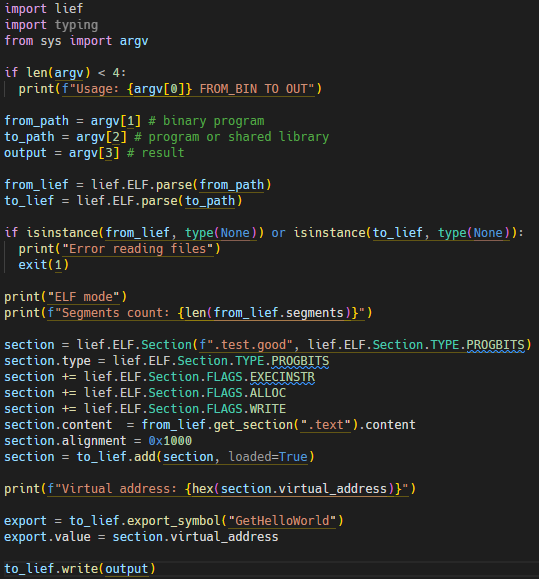 import lief
import typing
from sys import argv

if len(argv) < 4:
  print(f"Usage: {argv[0]} FROM_BIN TO OUT")

from_path = argv[1] # binary program
to_path = argv[2] # program or shared library
output = argv[3] # result

from_lief = lief.ELF.parse(from_path)
to_lief = lief.ELF.parse(to_path)

if isinstance(from_lief, type(None)) or isinstance(to_lief, type(None)):
  print("Error reading files")
  exit(1)

print("ELF mode")
print(f"Segments count: {len(from_lief.segments)}")

section = lief.ELF.Section(f".test.good", lief.ELF.Section.TYPE.PROGBITS)
section.type = lief.ELF.Section.TYPE.PROGBITS
section += lief.ELF.Section.FLAGS.EXECINSTR
section += lief.ELF.Section.FLAGS.ALLOC
section += lief.ELF.Section.FLAGS.WRITE
section.content  = from_lief.get_section(".text").content
section.alignment = 0x1000
section = to_lief.add(section, loaded=True)

print(f"Virtual address: {hex(section.virtual_address)}")

export = to_lief.export_symbol("GetHelloWorld")
export.value = section.virtual_address

to_lief.write(output)